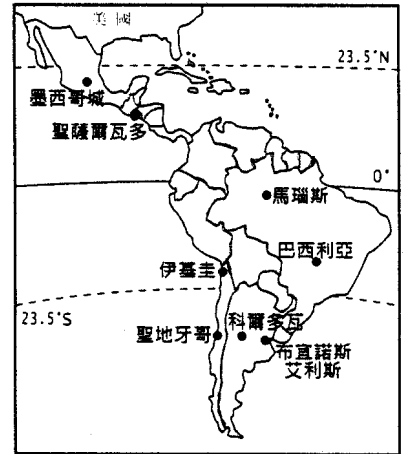 美國
23.5°N
墨西哥城
聖薩爾瓦多
0°
馬瑙斯
巴西利亞
伊基圭
23.5°S
聖地牙哥
科爾多瓦
布宜諾斯
艾利斯